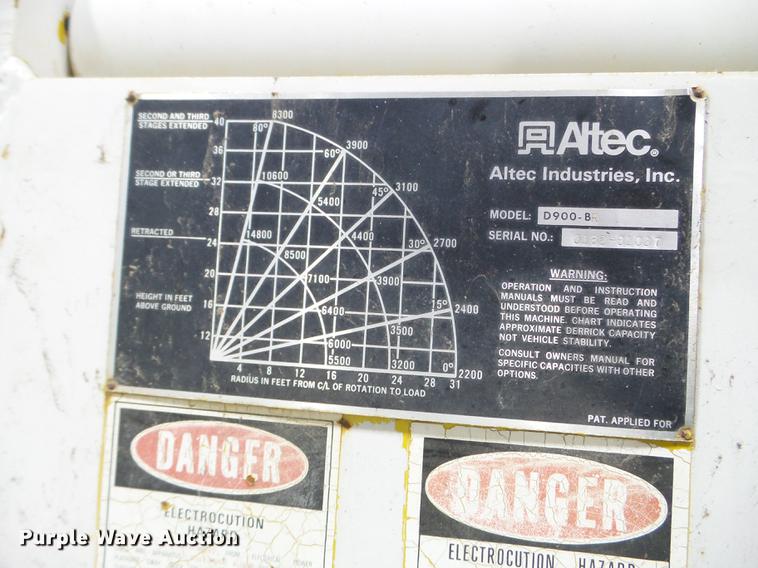 SECOND AND THIRD
STAGES EXTENDED
SECOND OR THIRD
STAGE EXTENDED
RETRACTED
HEIGHT IN FEET
ABOVE GROUND
40
36
32
28
24
20
16
12
80°
8300
60°
3900
45°
3100
30°
2700
15°
2400
0°
2200
10600
5400
4400
3900
3500
3200
14800
8500
7100
6400
6000
5500
4 8 12 16 20 24 28 31
RADIUS IN FEET FROM C/L OF ROTATION TO LOAD
Altec®
Altec Industries, Inc.
MODEL: D900-B
SERIAL NO.:
WARNING:
OPERATION AND INSTRUCTION
MANUALS MUST BE READ AND
UNDERSTOOD BEFORE OPERATING
THIS MACHINE. CHART INDICATES
APPROXIMATE DERRICK CAPACITY
NOT VEHICLE STABILITY.
CONSULT OWNERS MANUAL FOR
SPECIFIC CAPACITIES WITH OTHER
OPTIONS.
PAT. APPLIED FOR
DANGER
ELECTROCUTION
HAZARD
DANGER
ELECTROCUTION HAZARD
Purple Wave Auction